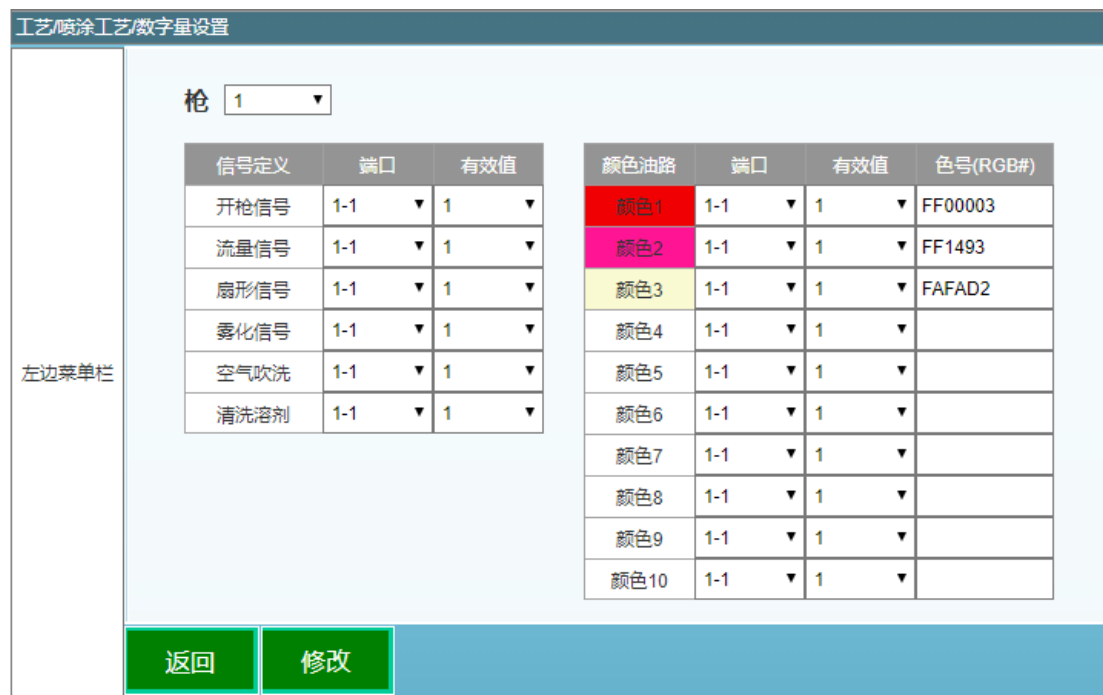 工艺/喷涂工艺/数字量设置
枪 1
信号定义 端口 有效值
开枪信号 1-1 1
流量信号 1-1 1
扇形信号 1-1 1
雾化信号 1-1 1
空气吹洗 1-1 1
清洗溶剂 1-1 1
颜色油路 端口 有效值 色号(RGB#)
颜色1 1-1 1 FF00003
颜色2 1-1 1 FF1493
颜色3 1-1 1 FAFAD2
颜色4 1-1 1
颜色5 1-1 1
颜色6 1-1 1
颜色7 1-1 1
颜色8 1-1 1
颜色9 1-1 1
颜色10 1-1 1
左边菜单栏
返回 修改